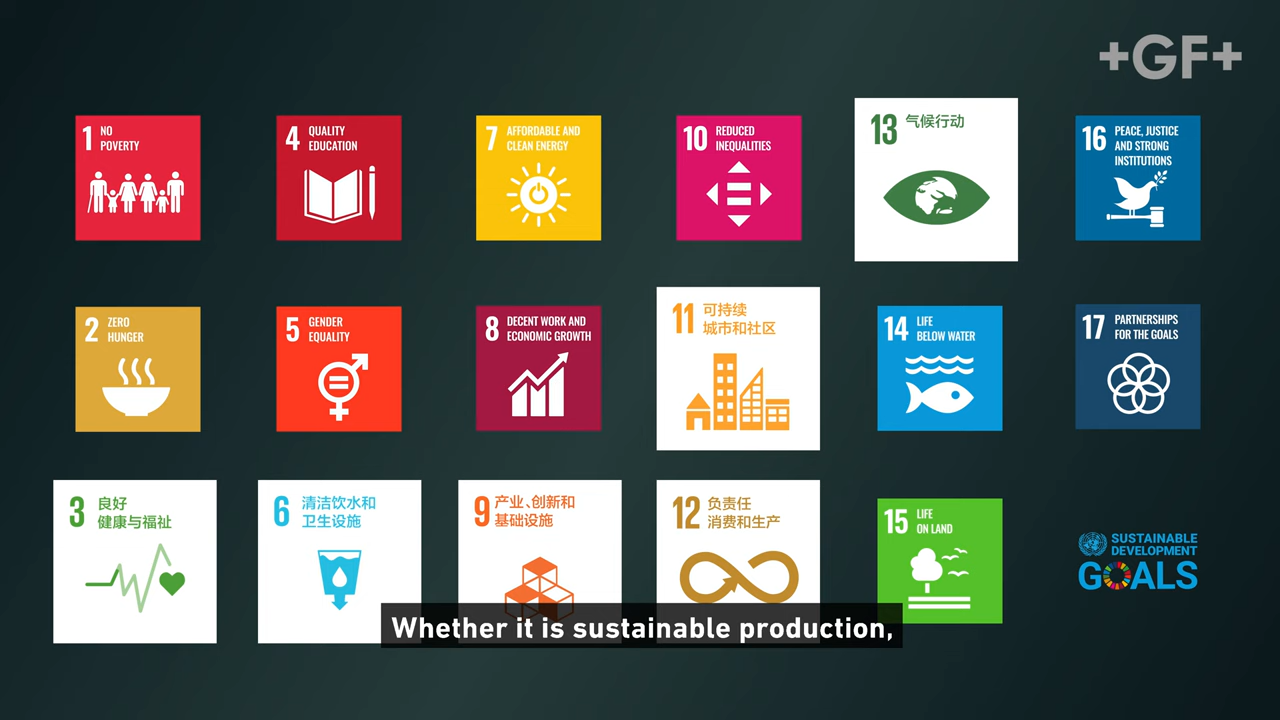 +GF+
1 NO
POVERTY
4 QUALITY
EDUCATION
7 AFFORDABLE AND
CLEAN ENERGY
10 REDUCED
INEQUALITIES
13 气候行动
16 PEACE, JUSTICE
AND STRONG
INSTITUTIONS
2 ZERO
HUNGER
5 GENDER
EQUALITY
8 DECENT WORK AND
ECONOMIC GROWTH
11 可持续
城市和社区
14 LIFE
BELOW WATER
17 PARTNERSHIPS
FOR THE GOALS
3 良好
健康与福祉
6 清洁饮水和
卫生设施
9 产业、创新和
基础设施
12 负责任
消费和生产
15 LIFE
ON LAND
SUSTAINABLE
DEVELOPMENT
GOALS
Whether it is sustainable production,